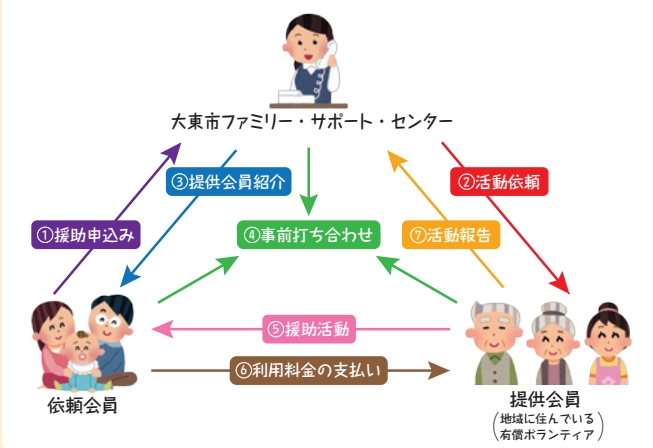 大東市ファミリー・サポート・センター
③提供会員紹介
②活動依頼
①援助申込み
④事前打ち合わせ
⑦活動報告
⑤援助活動
⑥利用料金の支払い
依頼会員
提供会員
(地域に住んでいる
有償ボランティア)